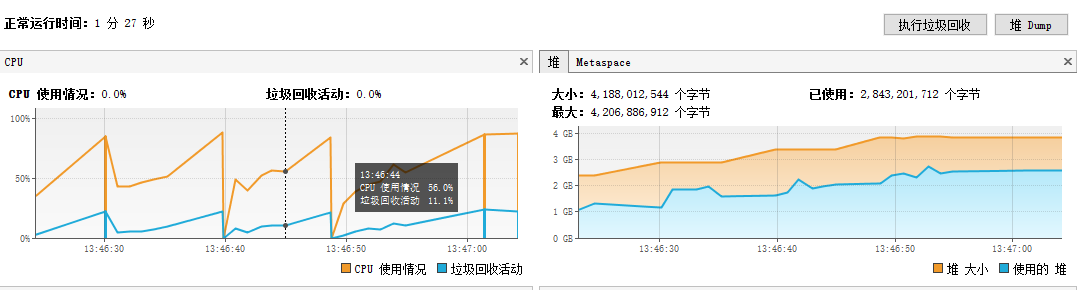 正常运行时间：1 分 27 秒
执行垃圾回收 堆 Dump
CPU
堆 Metaspace
CPU 使用情况：0.0%
垃圾回收活动：0.0%
大小：4,188,012,544 个字节
已使用：2,843,201,712 个字节
最大：4,206,886,912 个字节
100%
50%
0%
13:46:44
CPU 使用情况 56.0%
垃圾回收活动 11.1%
13:46:30 13:46:40 13:46:50 13:47:00
CPU 使用情况 垃圾回收活动
4 GB
3 GB
2 GB
1 GB
0 GB
13:46:30 13:46:40 13:46:50 13:47:00
堆 大小 使用的 堆